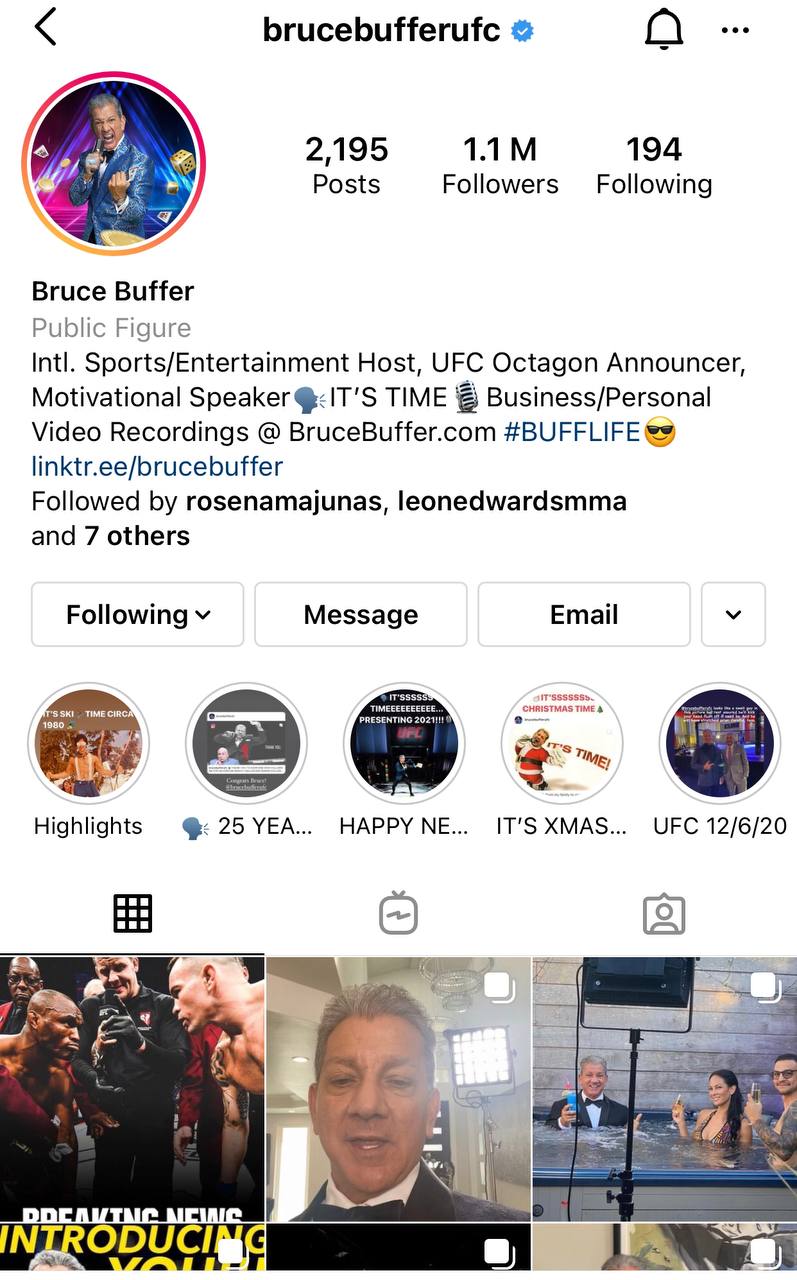 brucebufferufc
2,195 1.1 M 194
Posts Followers Following
Bruce Buffer
Public Figure
Intl. Sports/Entertainment Host, UFC Octagon Announcer,
Motivational Speaker🗣️IT'S TIME🎙️Business/Personal
Video Recordings @ BruceBuffer.com #BUFFLIFE😎
linktr.ee/brucebuffer
Followed by rosenamajunas, leonedwardsmma
and 7 others
Following Message Email
IT'S SKI TIME CIRCA
1980
THANK YOU
Congrats Bruce!
@brucebufferufc
IT'SSSSSS
TIMEEEEEEEEEE...
PRESENTING 2021!!!
UFC
IT'SSSSSSS
CHRISTMAS TIME🎄
IT'S TIME!
Highlights 🗣️ 25 YEA... HAPPY NE... IT'S XMAS... UFC 12/6/20
BREAKING NEWS
INTRODUCING
YOU